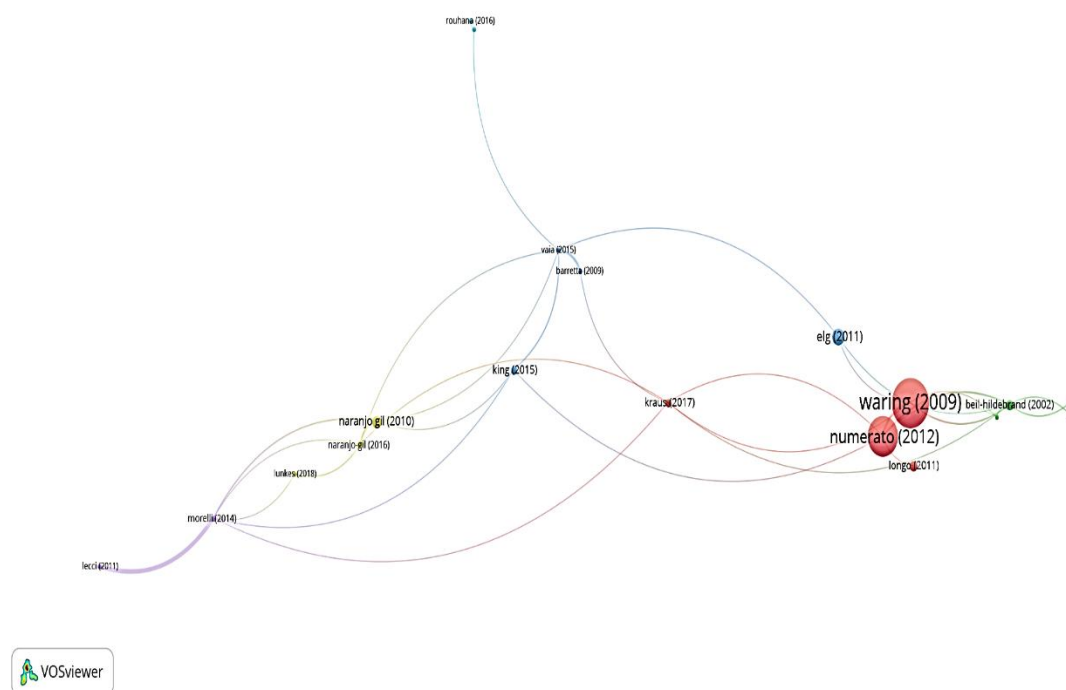 rouhana (2016)
vaia (2015)
barretta (2009)
elg (2011)
king (2015)
kraus (2017)
waring (2009)
beil-hildebrand (2002)
naranjo-gil (2010)
numerato (2012)
naranjo-gil (2016)
longo (2011)
lunkes (2018)
morelli (2014)
lecci (2011)
VOSviewer